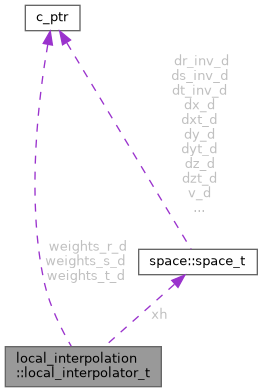 c_ptr
dr_inv_d
ds_inv_d
dt_inv_d
dx_d
dxt_d
dy_d
dyt_d
dz_d
dzt_d
v_d
...
weights_r_d
weights_s_d
weights_t_d
space::space_t
xh
local_interpolation
::local_interpolator_t